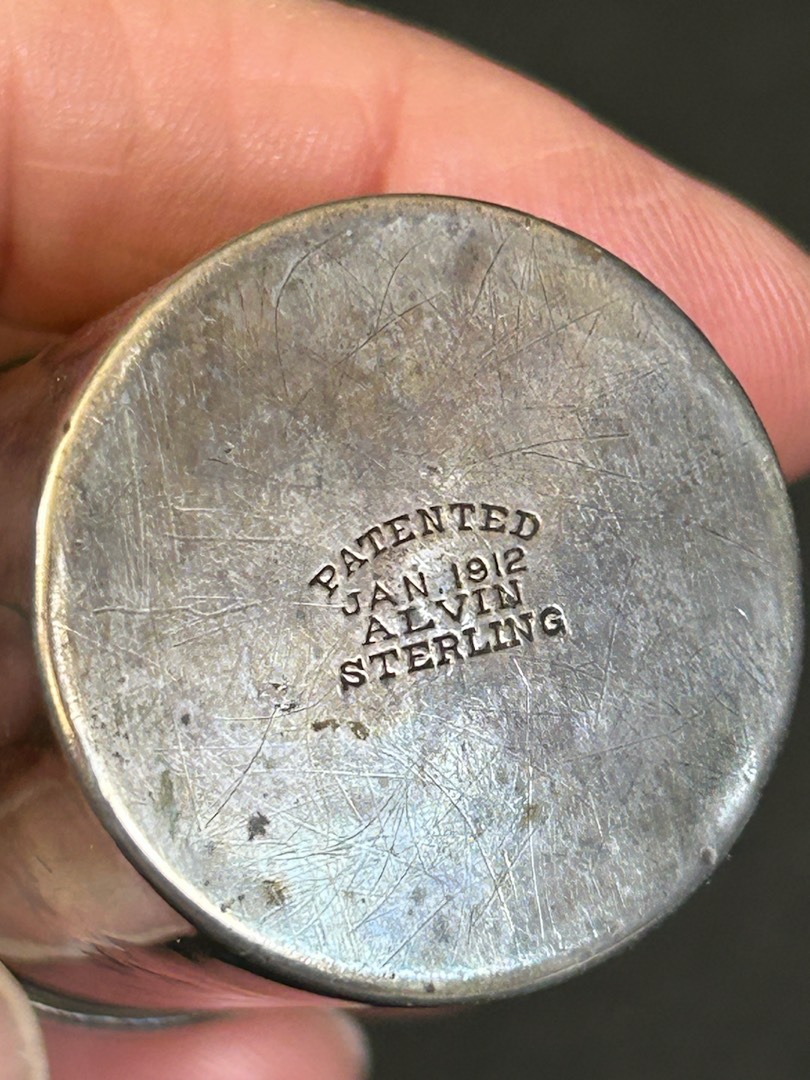 PATENTED
JAN. 1912
ALVIN
STERLING